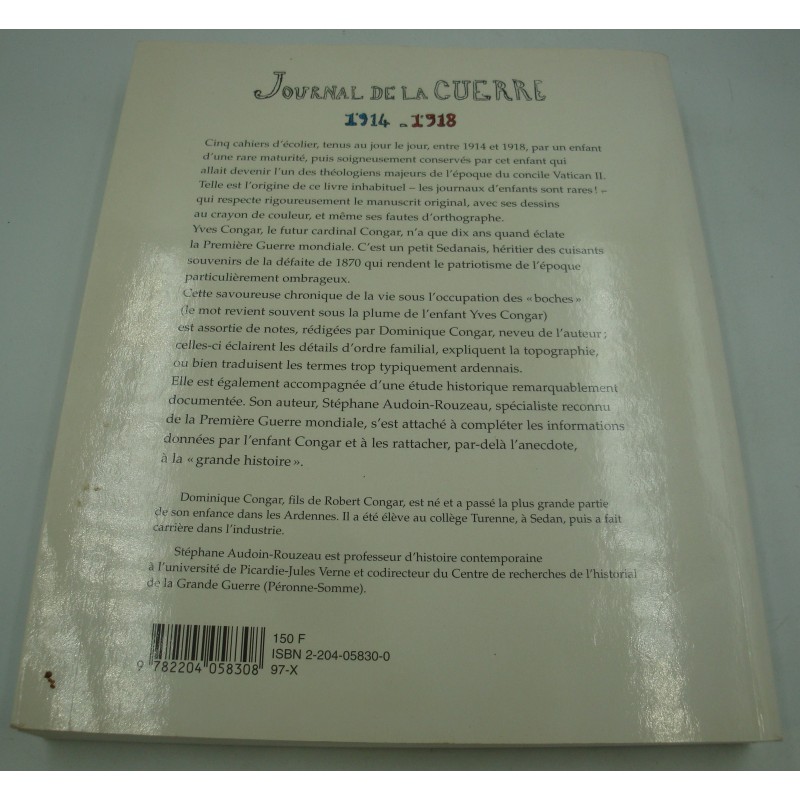 JOURNAL DE LA GUERRE
1914 - 1918
Cinq cahiers d'écolier, tenus au jour le jour, entre 1914 et 1918, par un enfant
d'une rare maturité, puis soigneusement conservés par cet enfant qui
allait devenir l'un des théologiens majeurs de l'époque du concile Vatican II.
Telle est l'origine de ce livre inhabituel – les journaux d'enfants sont rares ! –
qui respecte rigoureusement le manuscrit original, avec ses dessins
au crayon de couleur, et même ses fautes d'orthographe.
Yves Congar, le futur cardinal Congar, n'a que dix ans quand éclate
la Première Guerre mondiale. C'est un petit Sedanais, héritier des cuisants
souvenirs de la défaite de 1870 qui rendent le patriotisme de l'époque
particulièrement ombrageux.
Cette savoureuse chronique de la vie sous l'occupation des « boches »
(le mot revient souvent sous la plume de l'enfant Yves Congar)
est assortie de notes, rédigées par Dominique Congar, neveu de l'auteur ;
celles-ci éclairent les détails d'ordre familial, expliquent la topographie,
ou bien traduisent les termes trop typiquement ardennais.
Elle est également accompagnée d'une étude historique remarquablement
documentée. Son auteur, Stéphane Audoin-Rouzeau, spécialiste reconnu
de la Première Guerre mondiale, s'est attaché à compléter les informations
données par l'enfant Congar et à les rattacher, par-delà l'anecdote,
à la « grande histoire ».
Dominique Congar, fils de Robert Congar, est né et a passé la plus grande partie
de son enfance dans les Ardennes. Il a été élève au collège Turenne, à Sedan, puis a fait
carrière dans l'industrie.
Stéphane Audoin-Rouzeau est professeur d'histoire contemporaine
à l'université de Picardie-Jules Verne et codirecteur du Centre de recherches de l'historial
de la Grande Guerre (Péronne-Somme).
150 F
ISBN 2-204-05830-0
9 782204 058308
97-X